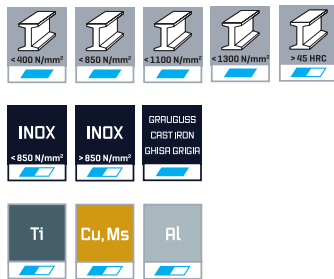 <400 N/mm² <850 N/mm² <1100 N/mm² <1300 N/mm² >45 HRC
INOX
<850 N/mm²
INOX
>850 N/mm²
GRAUGUSS
CAST IRON
GHISA GRIGIA
Ti Cu,Ms Al